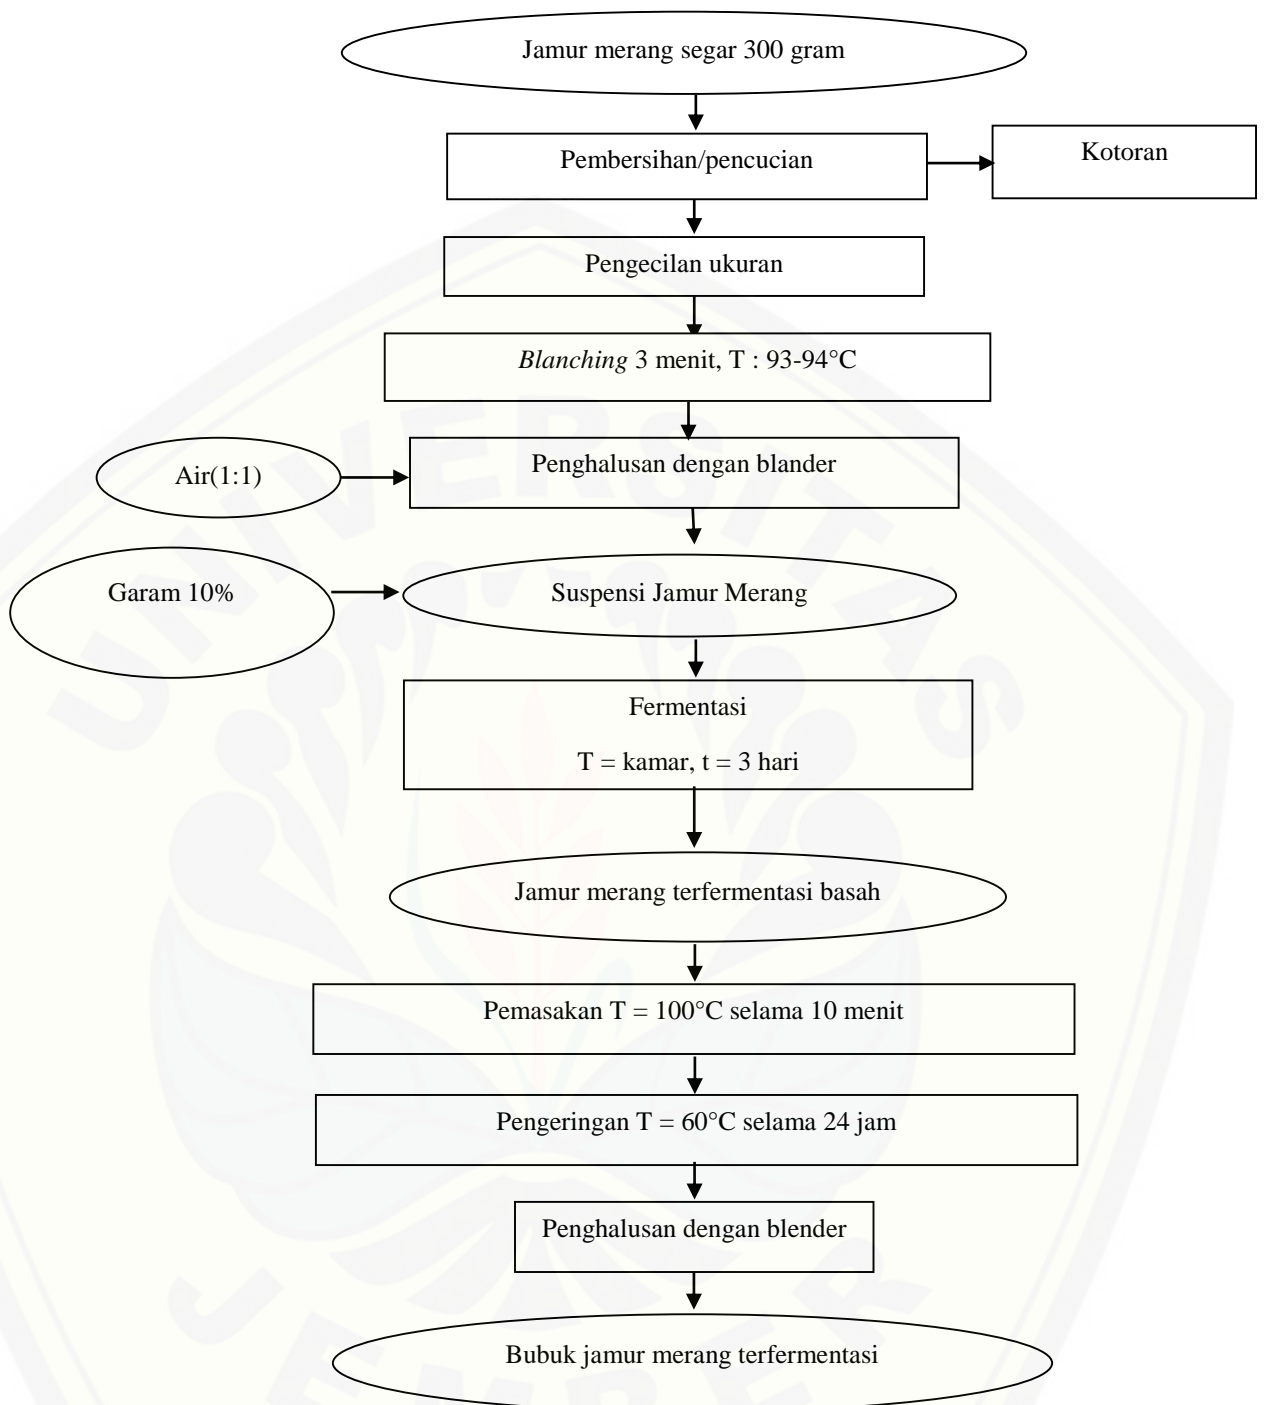 Jamur merang segar 300 gram
Pembersihan/pencucian
Kotoran
Pengecilan ukuran
Blanching 3 menit, T : 93-94°C
Air(1:1)
Penghalusan dengan blander
Garam 10%
Suspensi Jamur Merang
Fermentasi
T = kamar, t = 3 hari
Jamur merang terfermentasi basah
Pemasakan T = 100°C selama 10 menit
Pengeringan T = 60°C selama 24 jam
Penghalusan dengan blender
Bubuk jamur merang terfermentasi
UNIVERSITAS
JEMBER